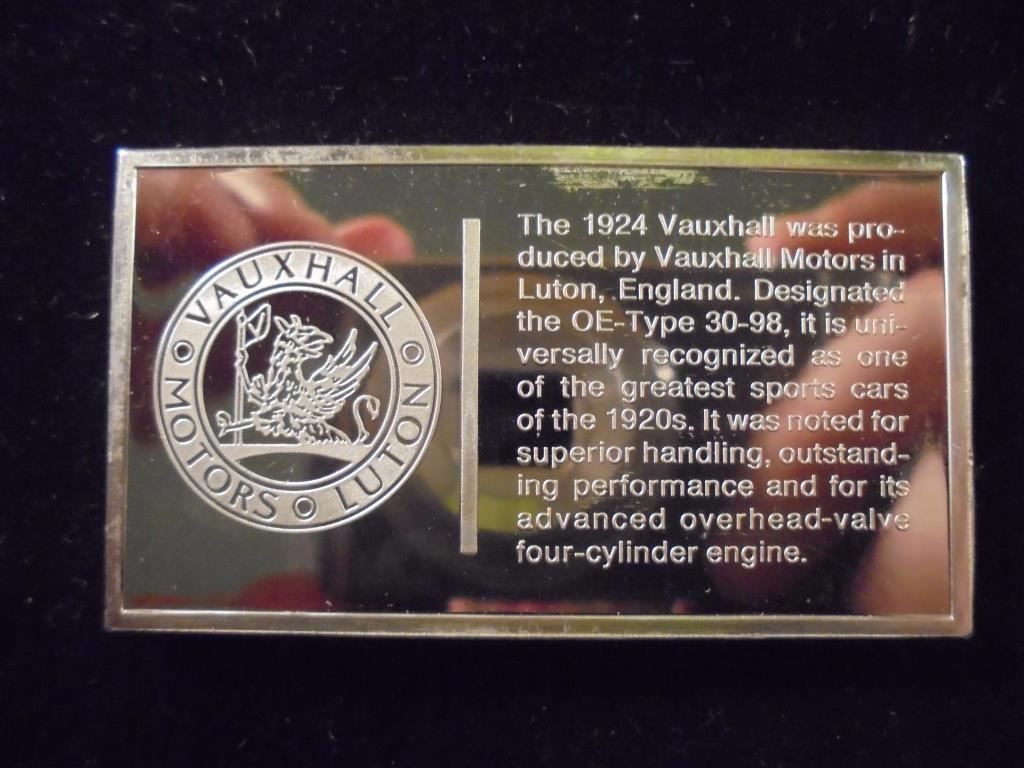 VAUXHALL
MOTORS LUTON
The 1924 Vauxhall was pro-
duced by Vauxhall Motors in
Luton, England. Designated
the OE-Type 30-98, it is uni-
versally recognized as one
of the greatest sports cars
of the 1920s. It was noted for
superior handling, outstand-
ing performance and for its
advanced overhead-valve
four-cylinder engine.